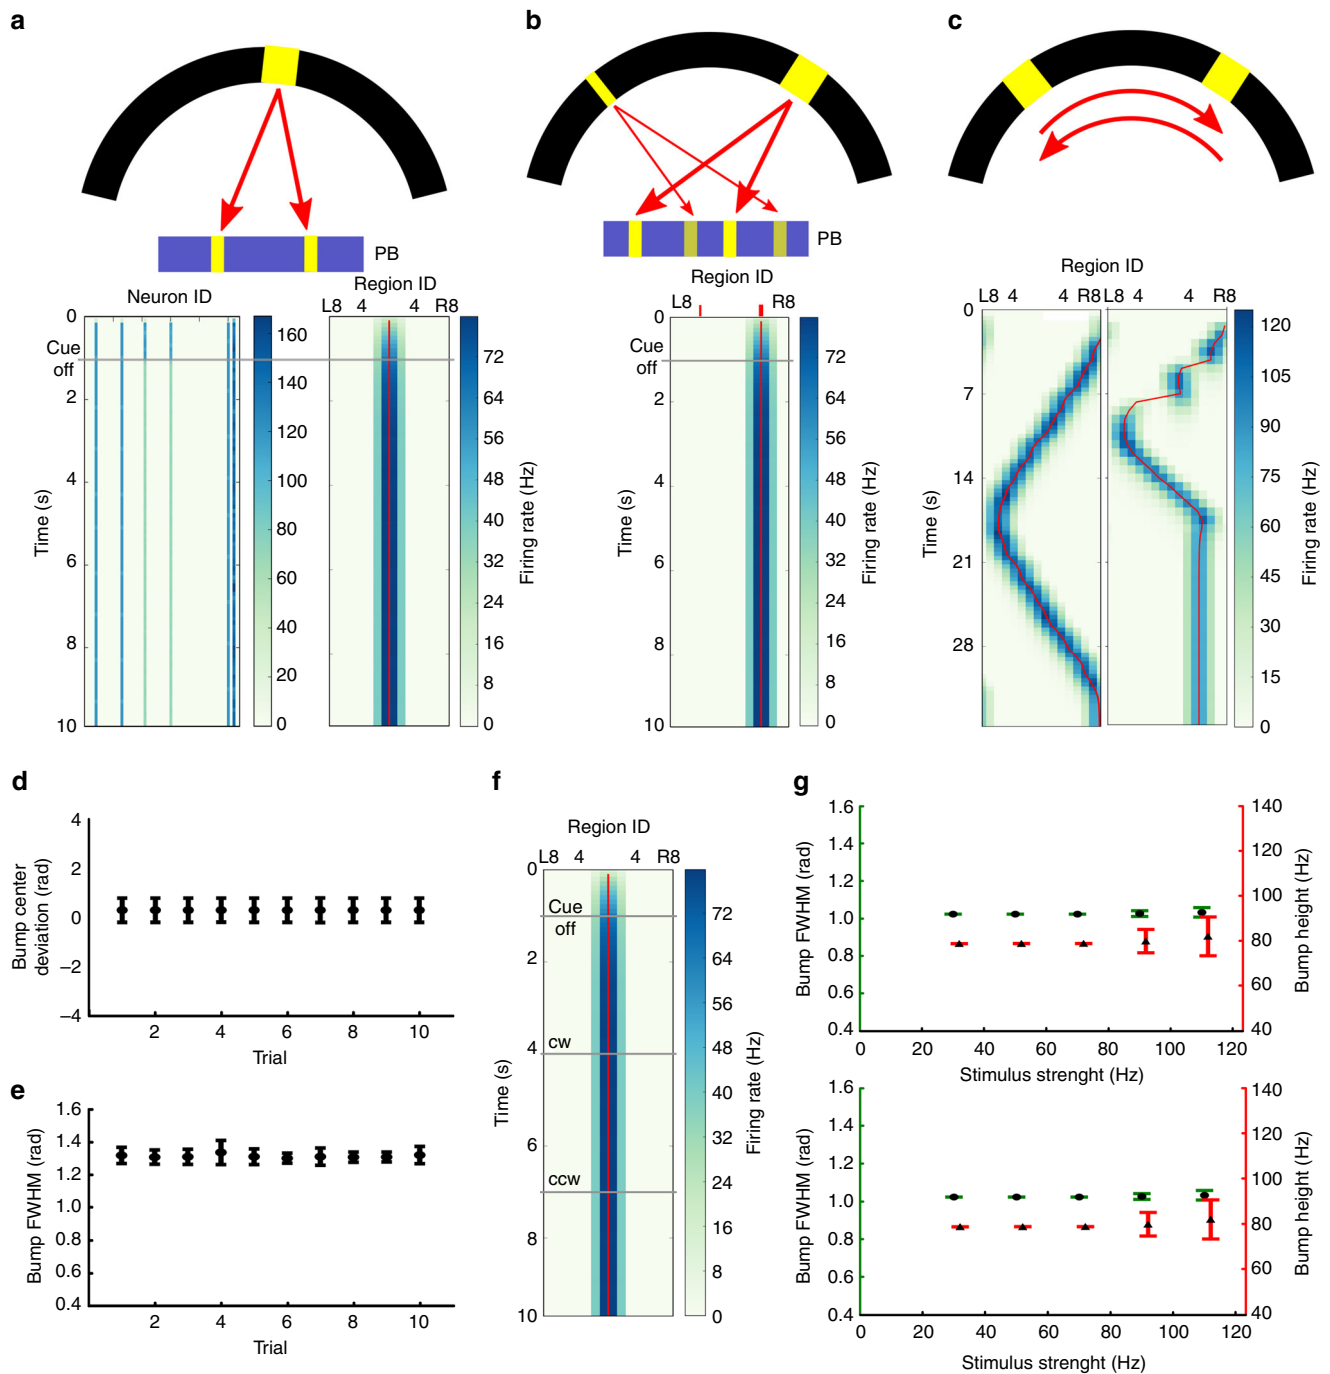 a
b
c
PB
PB
Neuron ID
Region ID
L8 4 4 R8
0
Cue
off
2
4
6
8
10
Time (s)
160
140
120
100
80
60
40
20
0
72
64
56
48
40
32
24
16
8
0
Firing rate (Hz)
Region ID
L8 R8
0
Cue
off
2
4
6
8
10
Time (s)
72
64
56
48
40
32
24
16
8
0
Firing rate (Hz)
Region ID
L8 4 4 R8 4 4 R8
0
7
14
21
28
Time (s)
120
105
90
75
60
45
30
15
0
Firing rate (Hz)
d
4
2
0
−2
−4
Bump center
deviation (rad)
2 4 6 8 10
Trial
e
1.6
1.4
1.2
1.0
0.8
0.6
0.4
Bump FWHM (rad)
2 4 6 8 10
Trial
f
Region ID
L8 4 4 R8
0
Cue
off
2
4
cw
6
ccw
8
10
Time (s)
72
64
56
48
40
32
24
16
8
0
Firing rate (Hz)
g
1.6
1.4
1.2
1.0
0.8
0.6
0.4
Bump FWHM (rad)
140
120
100
80
60
40
Bump height (Hz)
0 20 40 60 80 100 120
Stimulus strenght (Hz)
1.6
1.4
1.2
1.0
0.8
0.6
0.4
Bump FWHM (rad)
140
120
100
80
60
40
Bump height (Hz)
0 20 40 60 80 100 120
Stimulus strenght (Hz)